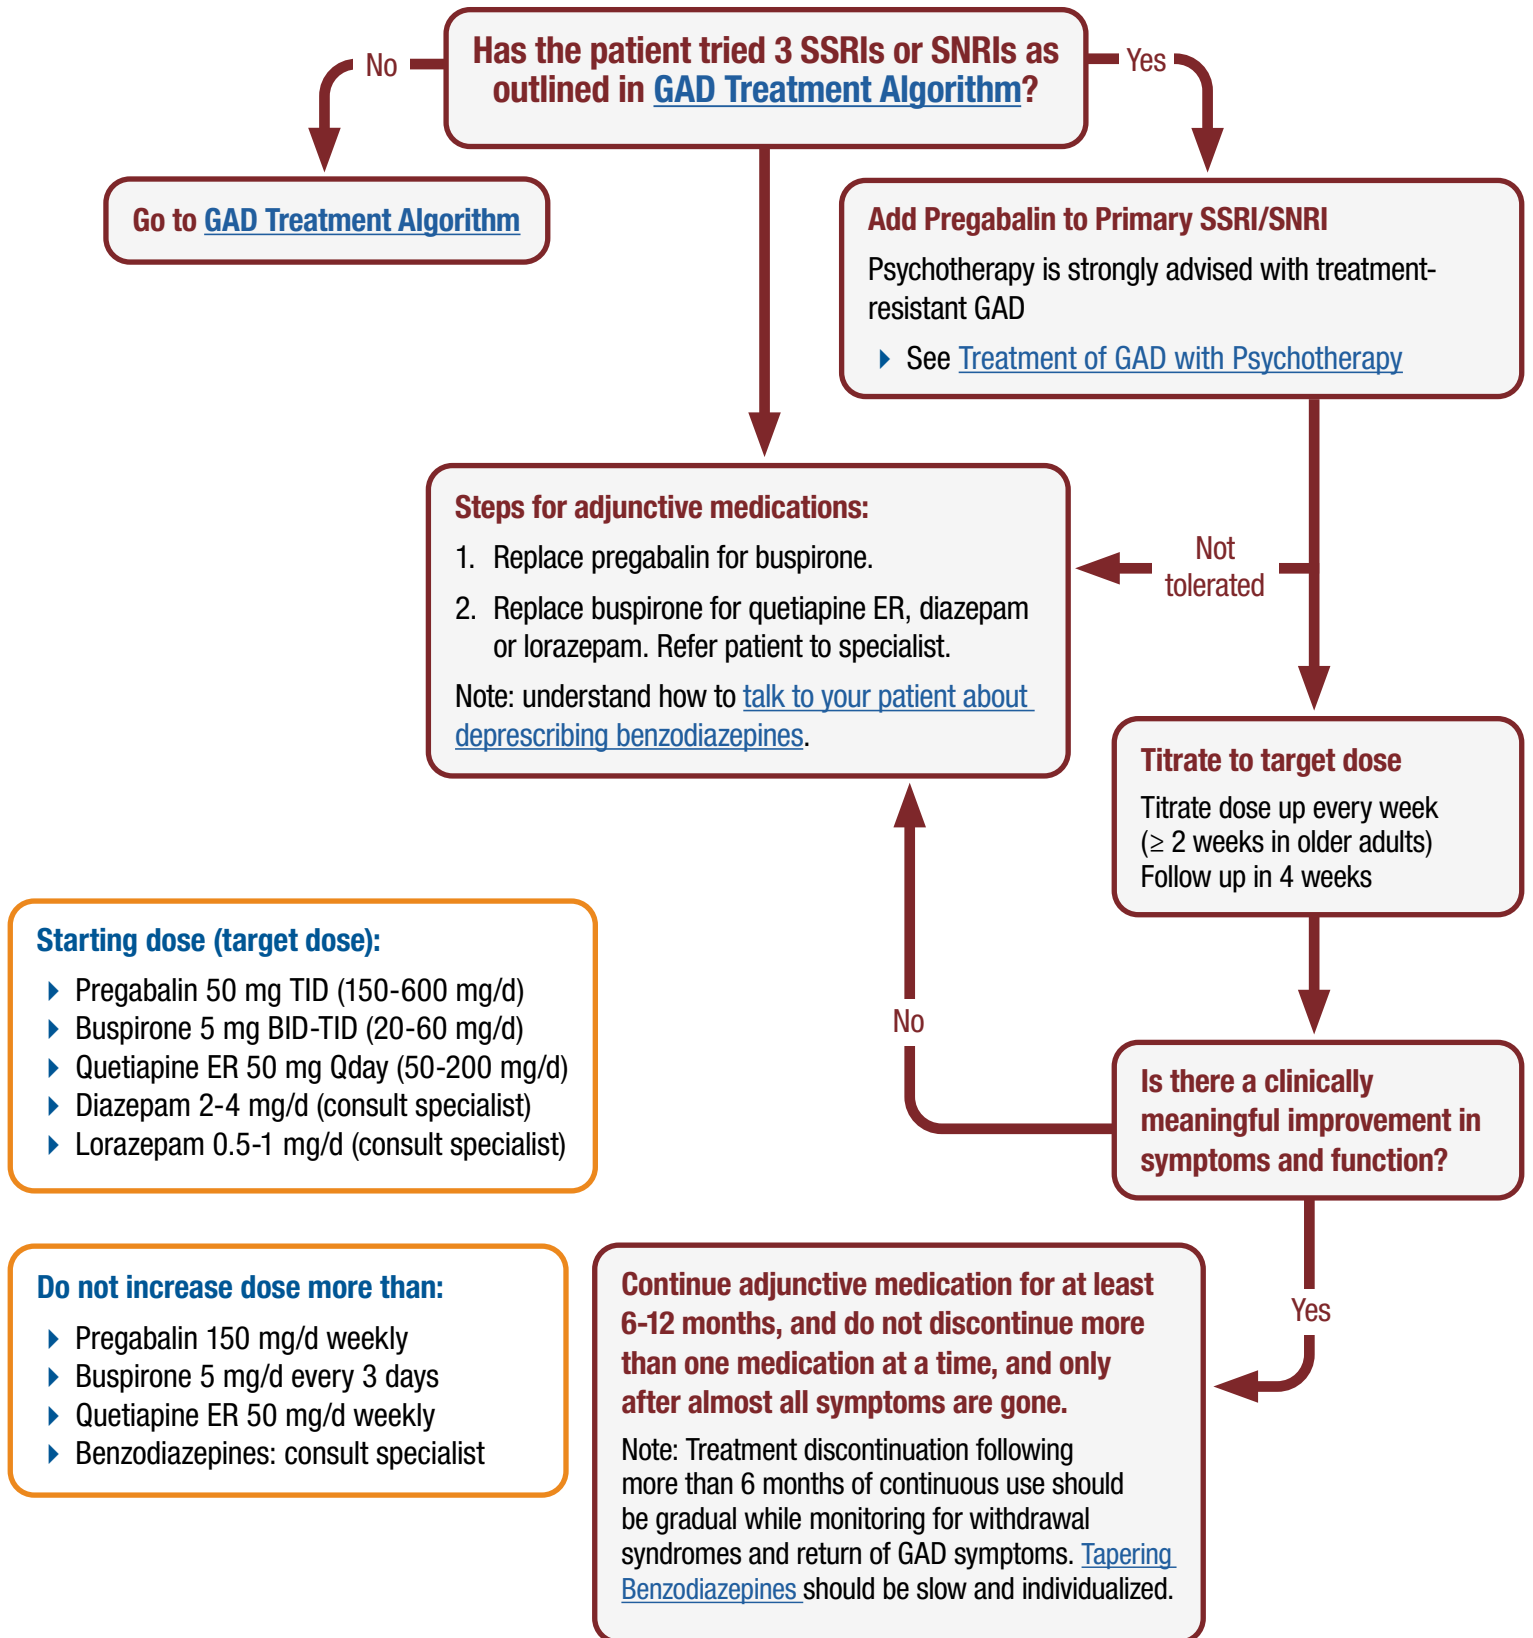 Has the patient tried 3 SSRIs or SNRIs as
outlined in GAD Treatment Algorithm?
No
Yes
Go to GAD Treatment Algorithm
Add Pregabalin to Primary SSRI/SNRI
Psychotherapy is strongly advised with treatment-
resistant GAD
See Treatment of GAD with Psychotherapy
Steps for adjunctive medications:
1. Replace pregabalin for buspirone.
2. Replace buspirone for quetiapine ER, diazepam
or lorazepam. Refer patient to specialist.
Note: understand how to talk to your patient about
deprescribing benzodiazepines.
Not
tolerated
Titrate to target dose
Titrate dose up every week
(≥ 2 weeks in older adults)
Follow up in 4 weeks
Starting dose (target dose):
Pregabalin 50 mg TID (150-600 mg/d)
Buspirone 5 mg BID-TID (20-60 mg/d)
Quetiapine ER 50 mg Qday (50-200 mg/d)
Diazepam 2-4 mg/d (consult specialist)
Lorazepam 0.5-1 mg/d (consult specialist)
No
Is there a clinically
meaningful improvement in
symptoms and function?
Yes
Do not increase dose more than:
Pregabalin 150 mg/d weekly
Buspirone 5 mg/d every 3 days
Quetiapine ER 50 mg/d weekly
Benzodiazepines: consult specialist
Continue adjunctive medication for at least
6-12 months, and do not discontinue more
than one medication at a time, and only
after almost all symptoms are gone.
Note: Treatment discontinuation following
more than 6 months of continuous use should
be gradual while monitoring for withdrawal
syndromes and return of GAD symptoms. Tapering
Benzodiazepines should be slow and individualized.